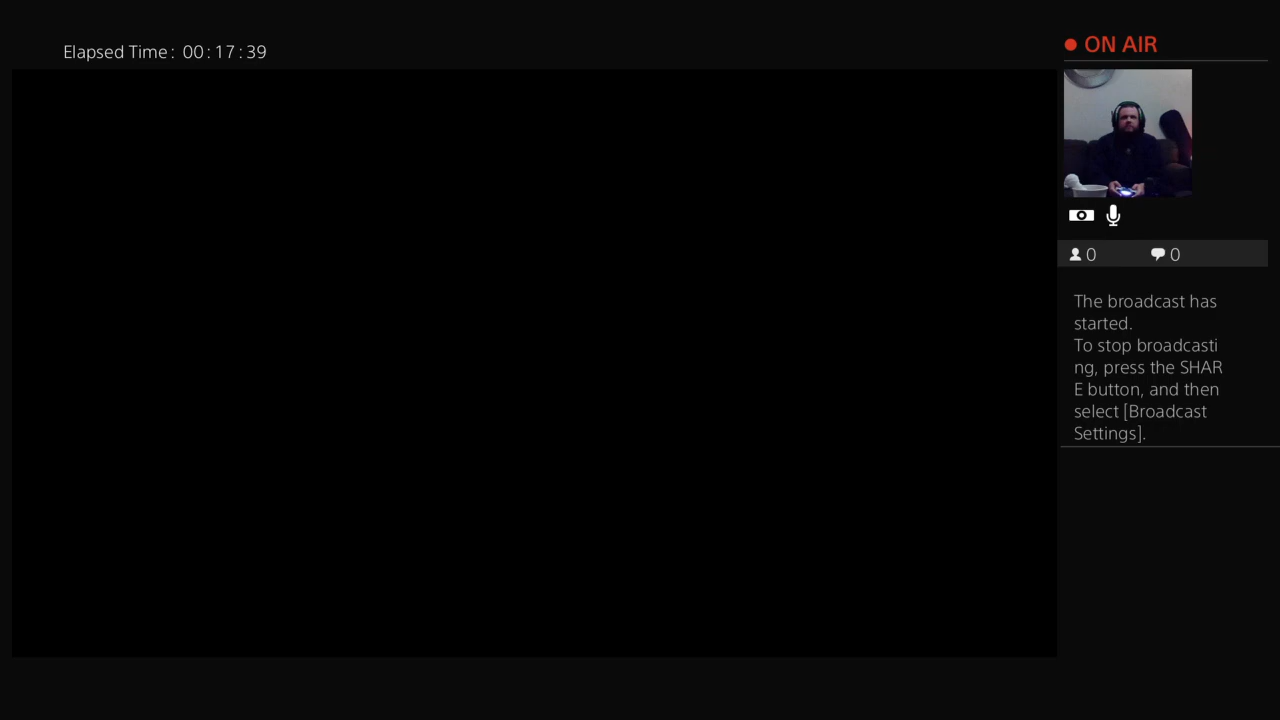 Elapsed Time: 00:17:39
ON AIR
0 0
The broadcast has
started.
To stop broadcasti
ng, press the SHAR
E button, and then
select [Broadcast
Settings].